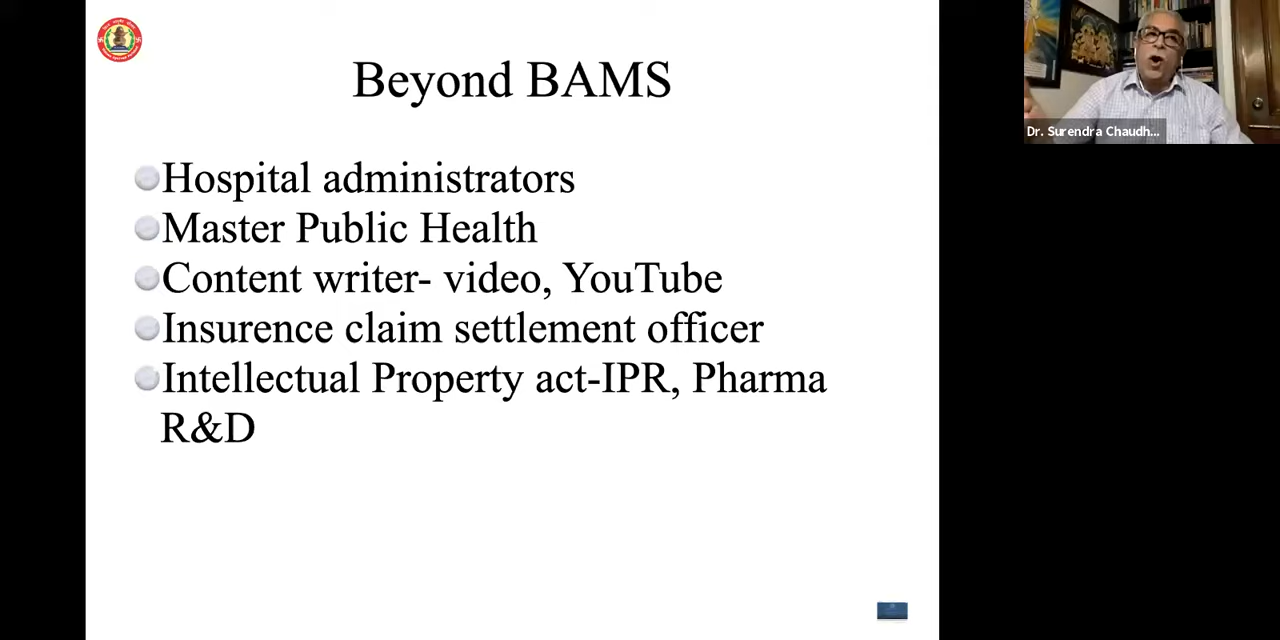 Beyond BAMS
Hospital administrators
Master Public Health
Content writer- video, YouTube
Insurence claim settlement officer
Intellectual Property act-IPR, Pharma
R&D
Dr. Surendra Chaudh...